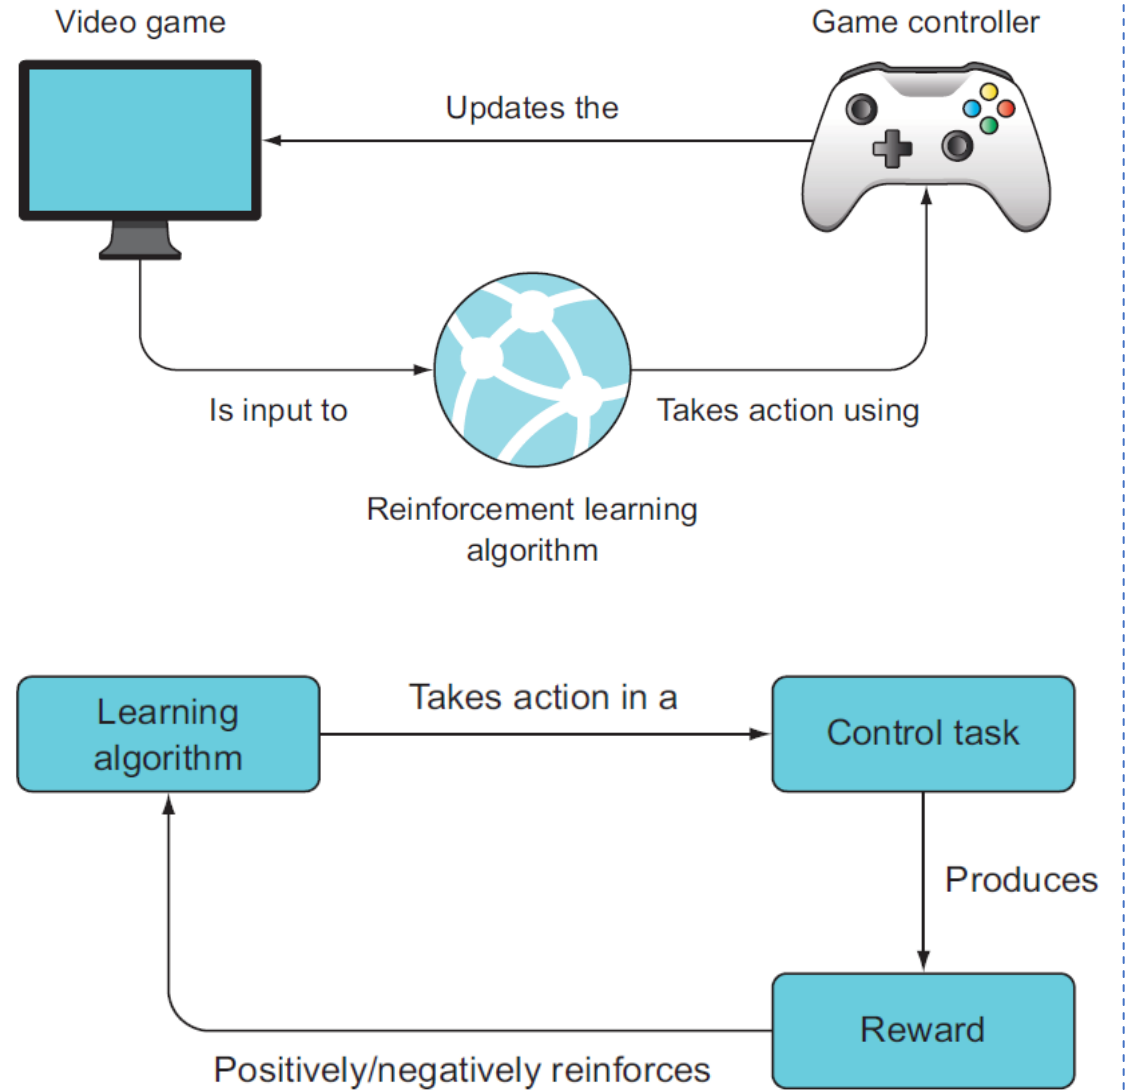 Video game
Game controller
Updates the
Is input to
Takes action using
Reinforcement learning
algorithm
Learning
algorithm
Takes action in a
Control task
Produces
Reward
Positively/negatively reinforces